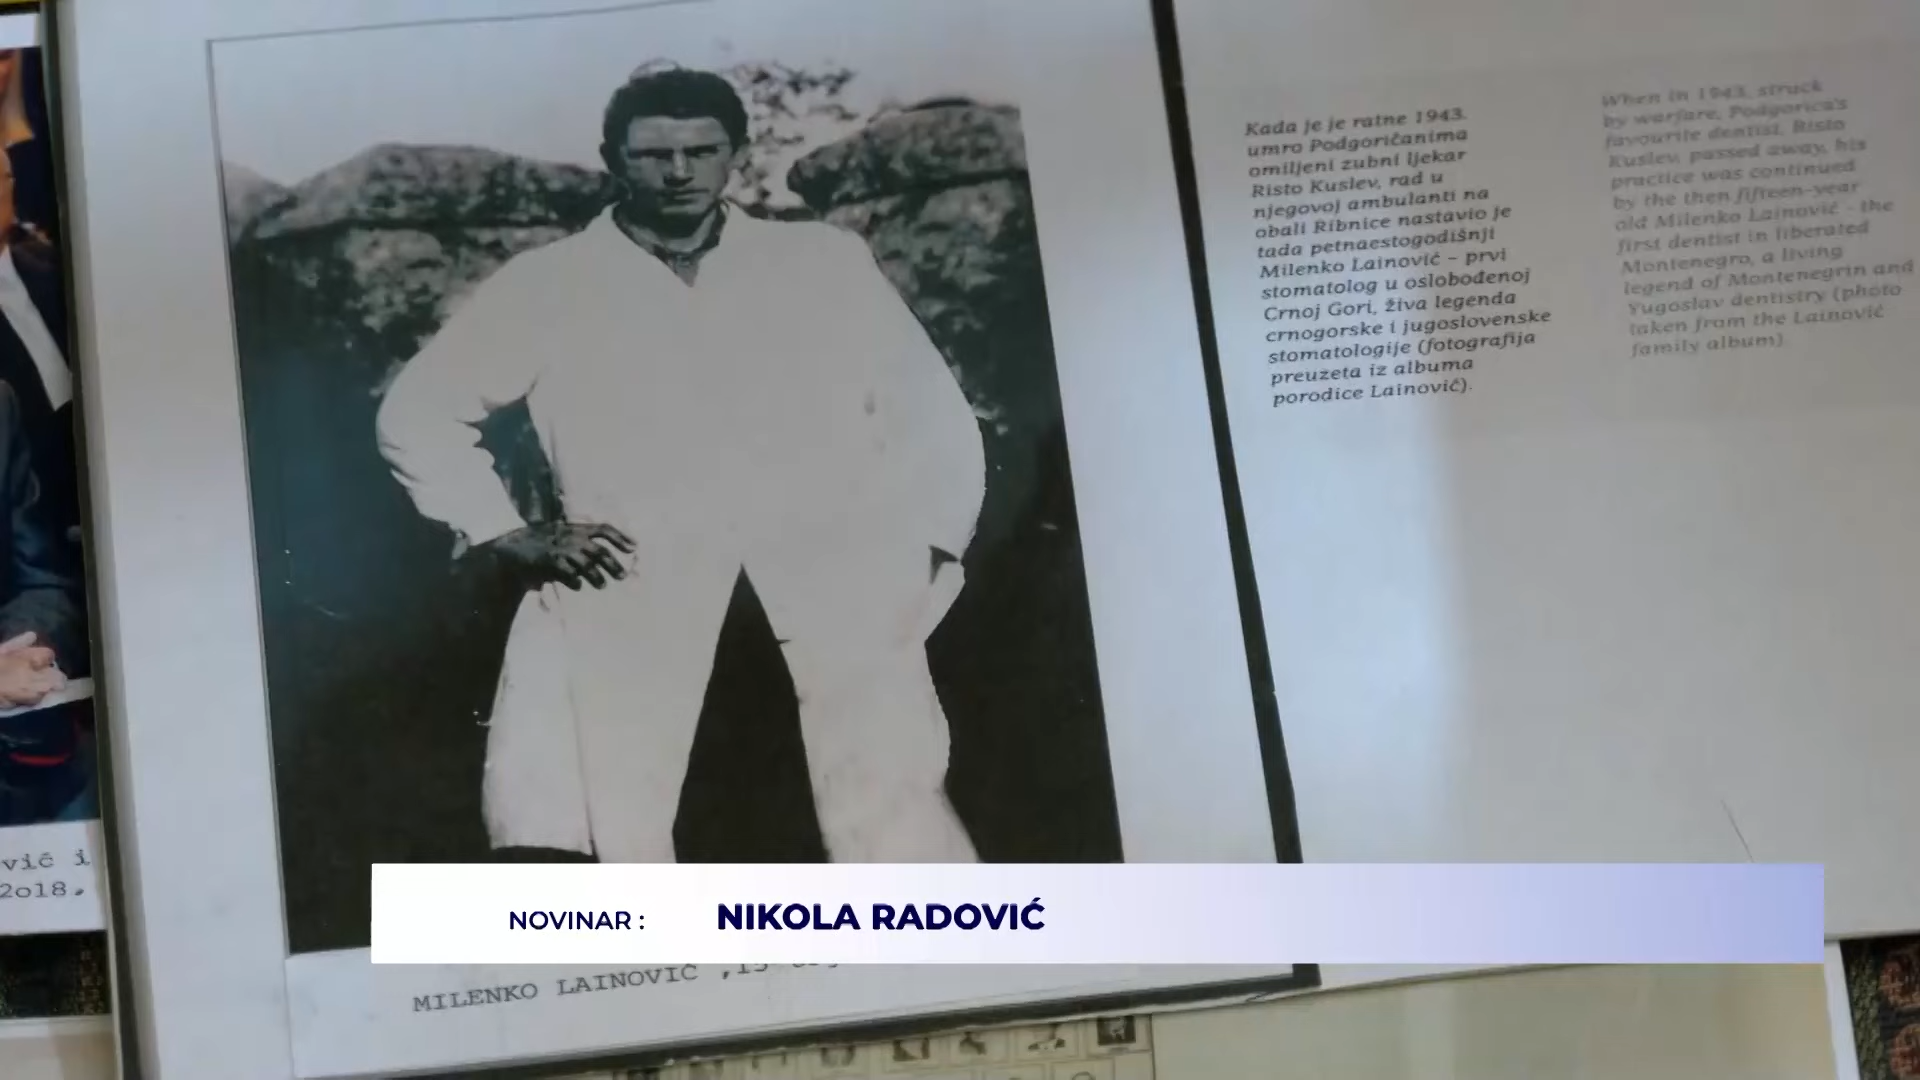 Kada je je ratne 1943.
umro Podgoričanima
omiljeni zubni ljekar
Risto Kuslev, rad u
njegovoj ambulanti na
obali Ribnice nastavio je
tada petnaestogodišnji
Milenko Lainović – prvi
stomatolog u oslobođenoj
Crnoj Gori, živa legenda
crnogorske i jugoslovenske
stomatologije (fotografija
preuzeta iz albuma
porodice Lainović).
When in 1943, struck
by warfare, Podgorica's
favourite dentist, Risto
Kuslev, passed away, his
practice was continued
by the then fifteen-year
old Milenko Lainović - the
first dentist in liberated
Montenegro, a living
legend of Montenegrin and
Yugoslav dentistry (photo
taken from the Lainović
family album).
vić i
2018.
NOVINAR : NIKOLA RADOVIĆ
MILENKO LAINOVIĆ ,15